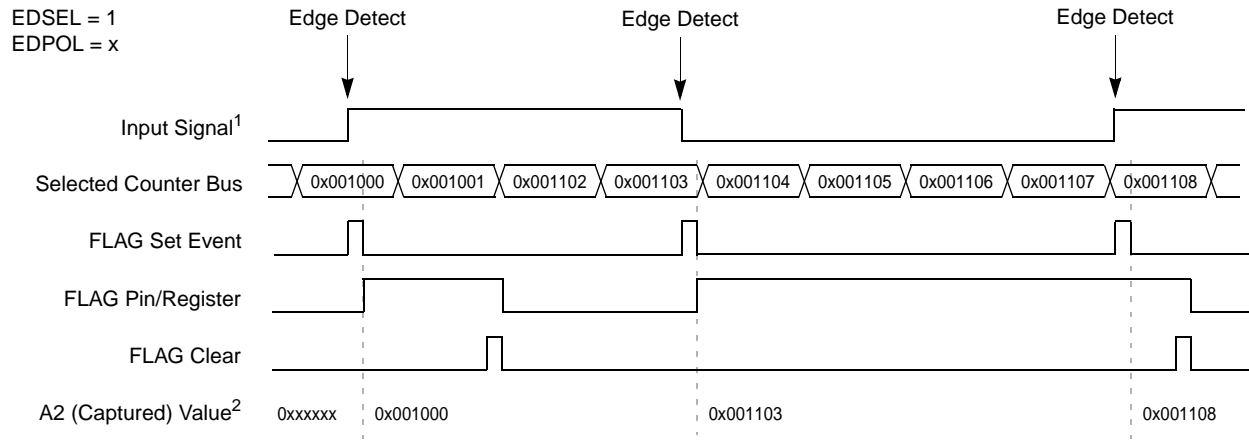 EDSEL = 1
EDPOL = x
Edge Detect Edge Detect Edge Detect
Input Signal1
Selected Counter Bus 0x001000 0x001001 0x001102 0x001103 0x001104 0x001105 0x001106 0x001107 0x001108
FLAG Set Event
FLAG Pin/Register
FLAG Clear
A2 (Captured) Value2 0xxxxxx 0x001000 0x001103 0x001108